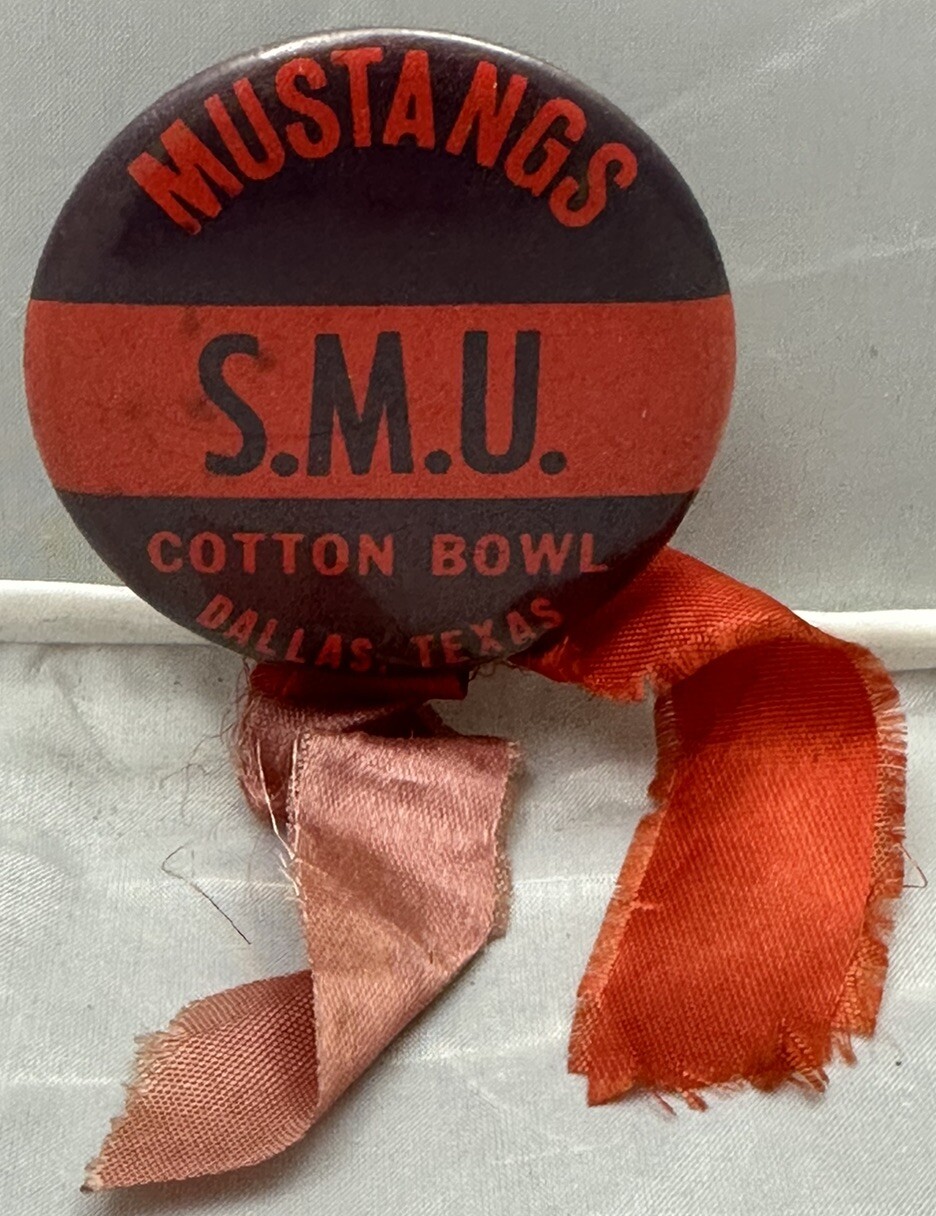 MUSTANGS
S.M.U.
COTTON BOWL
DALLAS, TEXAS